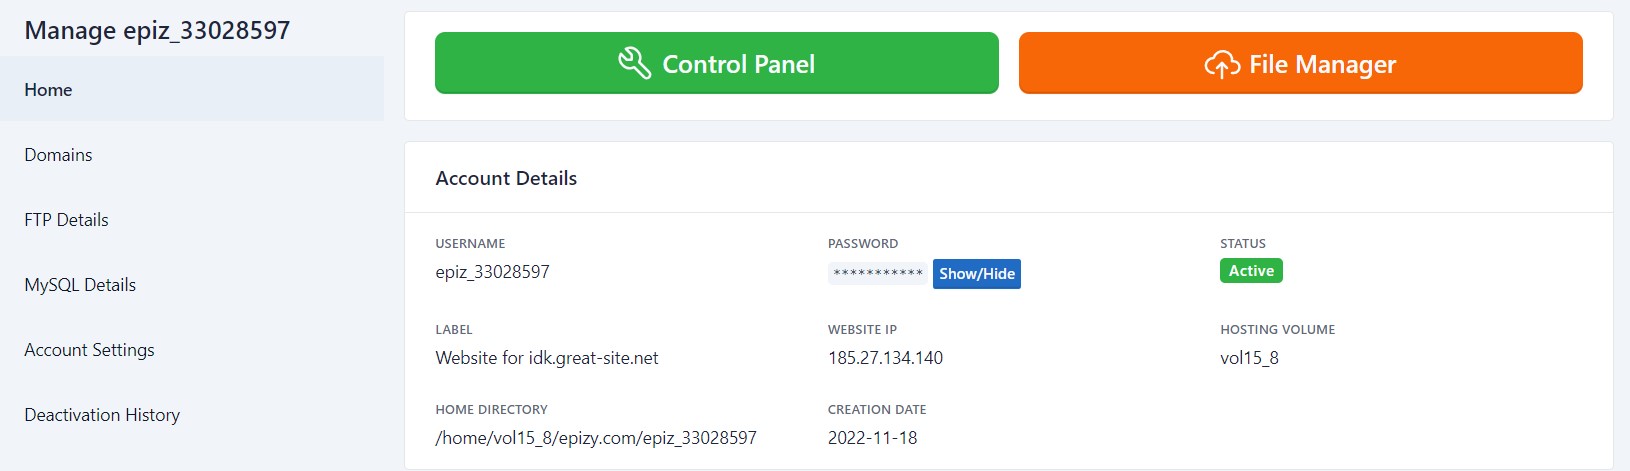 Manage epiz_33028597
Home
Domains
FTP Details
MySQL Details
Account Settings
Deactivation History
Control Panel
File Manager
Account Details
USERNAME
epiz_33028597
PASSWORD
*********** Show/Hide
STATUS
Active
LABEL
Website for idk.great-site.net
WEBSITE IP
185.27.134.140
HOSTING VOLUME
vol15_8
HOME DIRECTORY
/home/vol15_8/epizy.com/epiz_33028597
CREATION DATE
2022-11-18